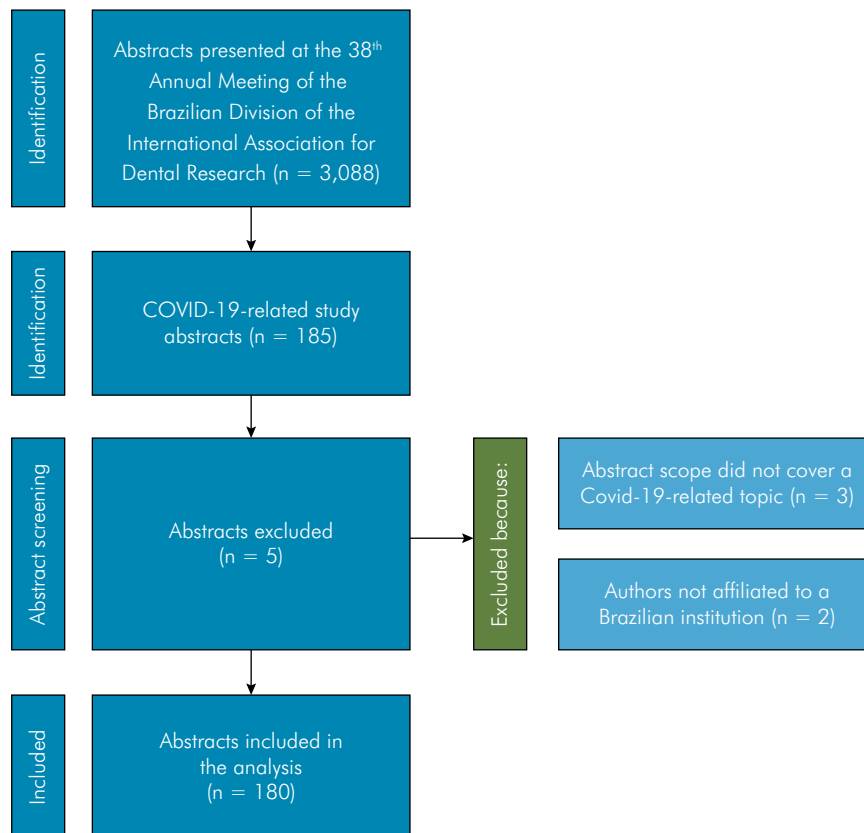 Identification
Abstracts presented at the 38th
Annual Meeting of the
Brazilian Division of the
International Association for
Dental Research (n = 3,088)
Identification
COVID-19-related study
abstracts (n = 185)
Abstract screening
Abstracts excluded
(n = 5)
Excluded because:
Abstract scope did not cover a
Covid-19-related topic (n = 3)
Authors not affiliated to a
Brazilian institution (n = 2)
Included
Abstracts included in
the analysis
(n = 180)